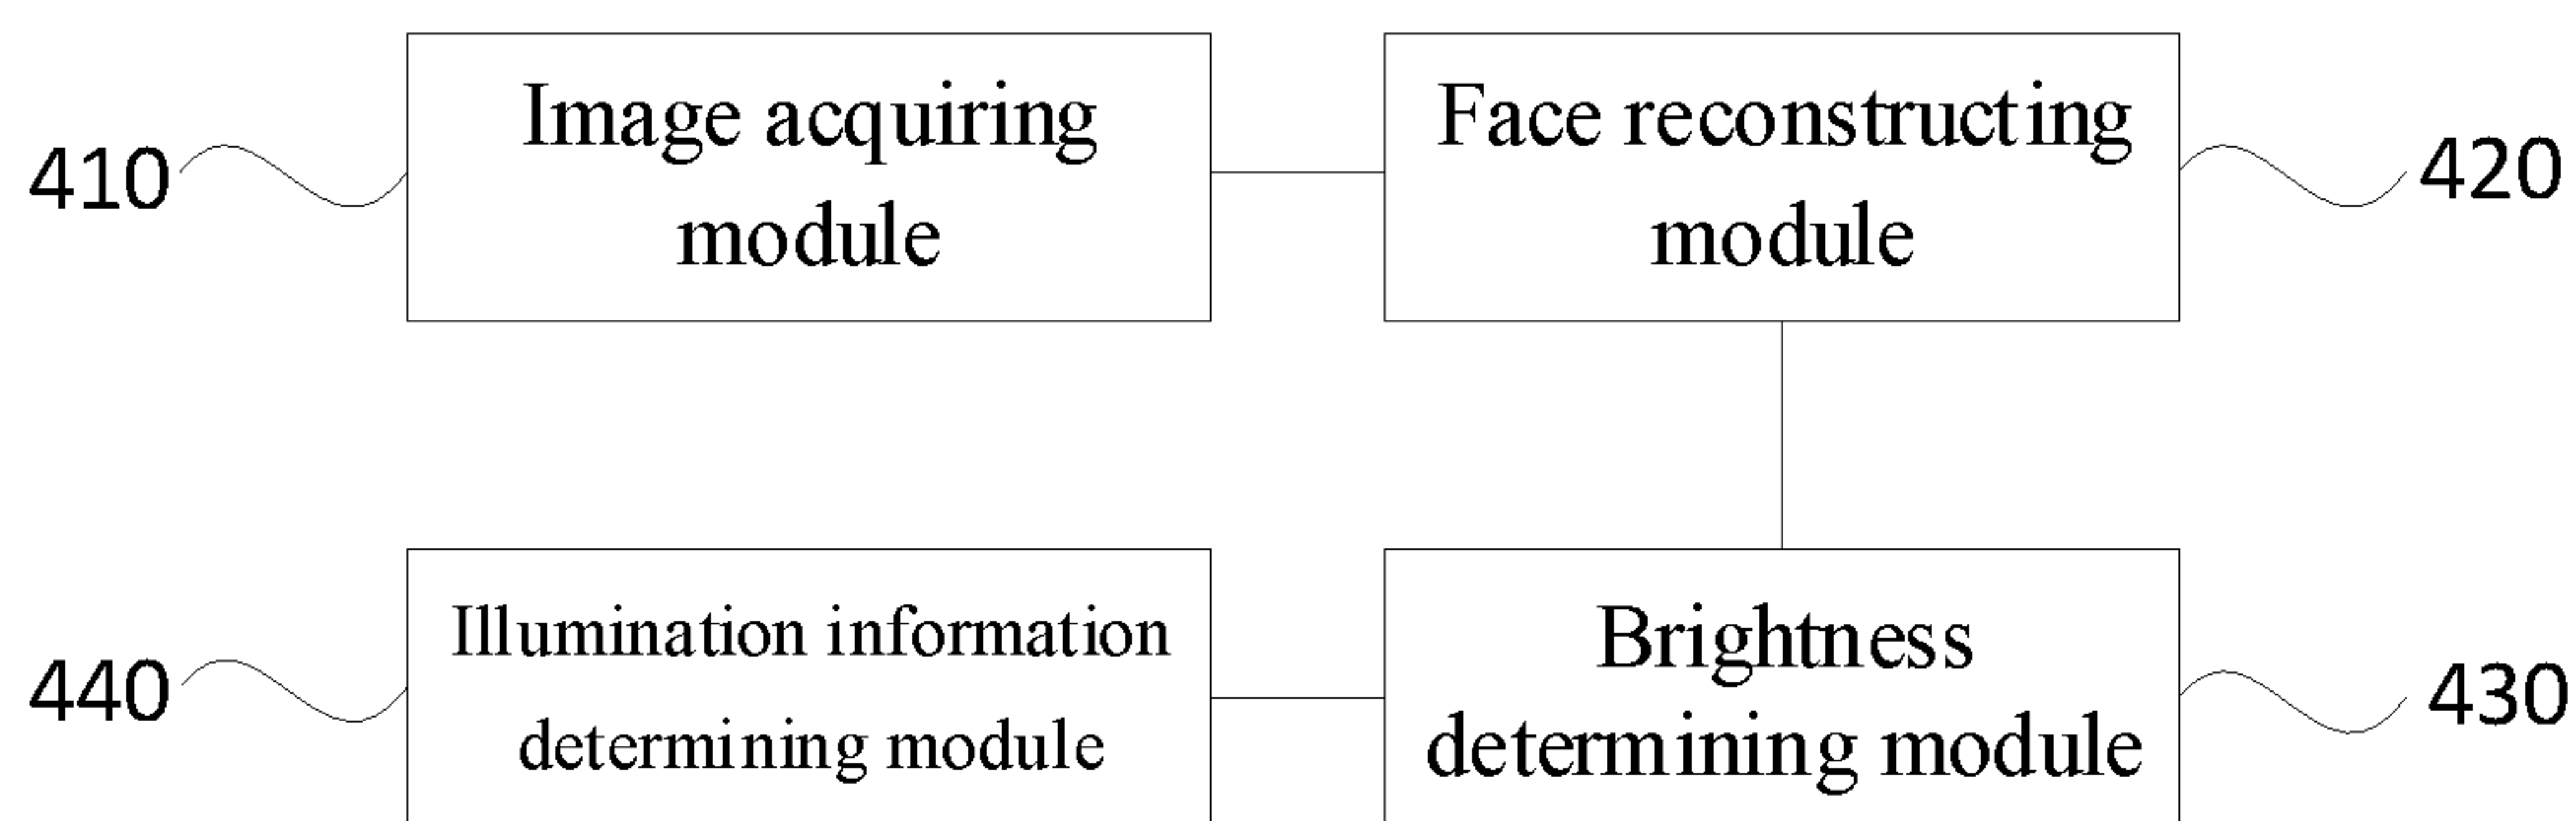 410
Image acquiring
module
Face reconstructing
module
420
440
Illumination information
determining module
Brightness
determining module
430